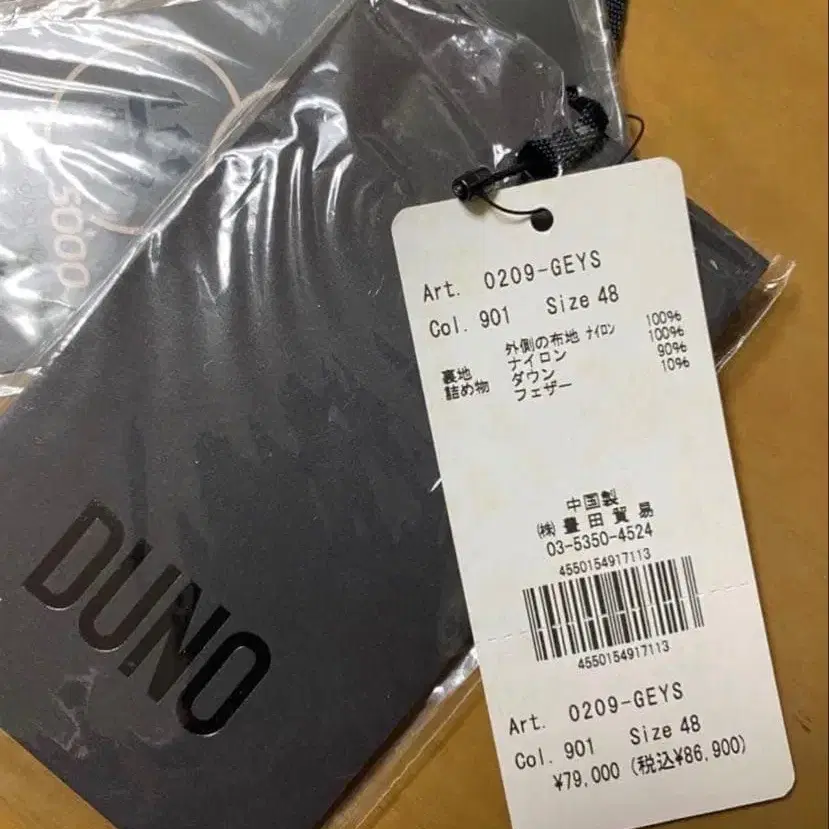 DUNO
Art. 0209-GEYS
Col. 901 Size 48
外側の布地 ナイロン 100%
裏地 ナイロン 100%
詰め物 ダウン 90%
フェザー 10%
中国製
㈱ 豊田貿易
03-5350-4524
4550154917113
4550154917113
Art. 0209-GEYS
Col. 901 Size 48
¥79,000 (税込¥86,900)